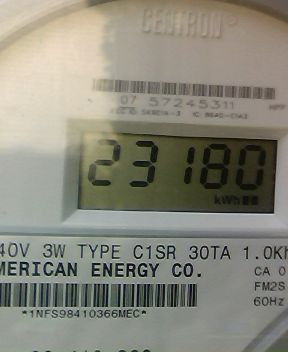 CENTRON®
07 57245311
23180
kWh
40V 3W TYPE C1SR 30TA 1.0Kh
MERICAN ENERGY CO.
CA 0
FM2S
60Hz
*1NFS98410366MEC*